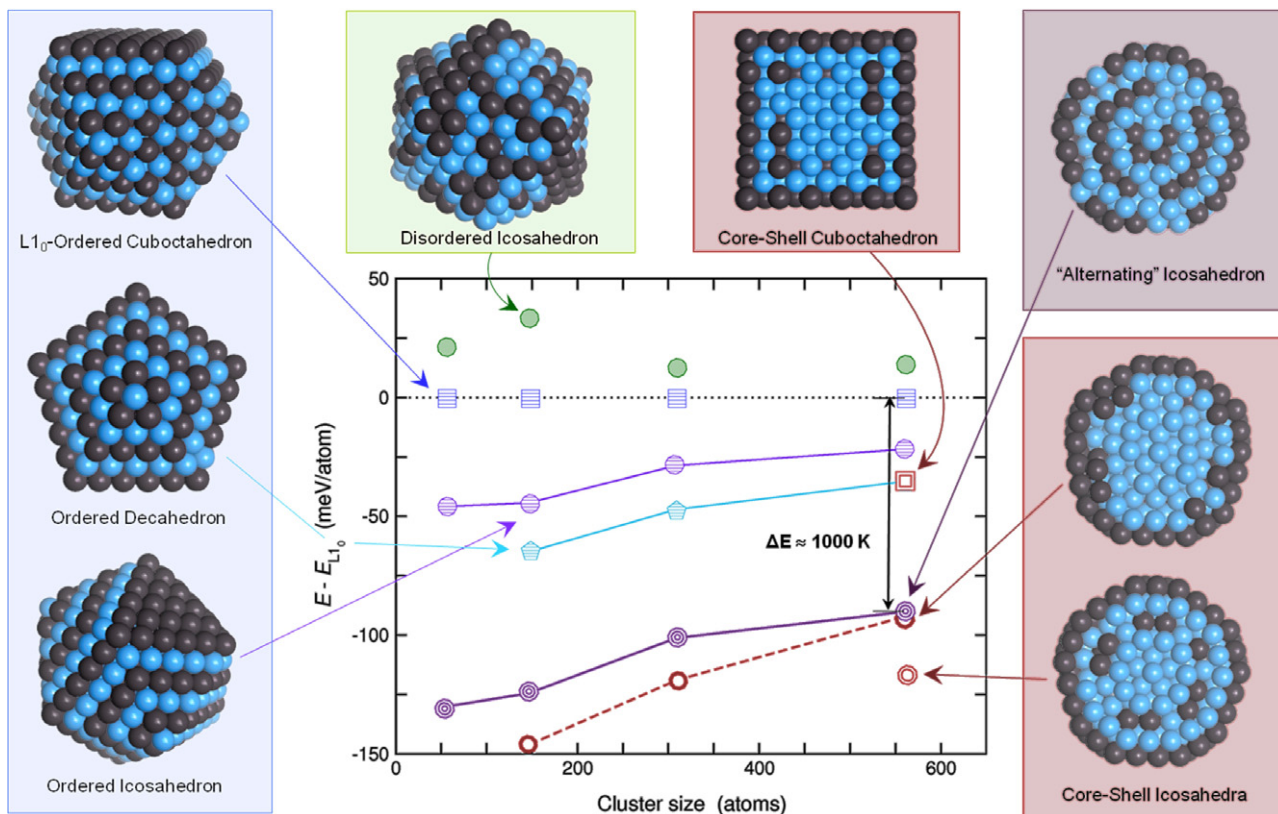 L1₀-Ordered Cuboctahedron
Ordered Decahedron
Ordered Icosahedron
Disordered Icosahedron
Core-Shell Cuboctahedron
"Alternating" Icosahedron
Core-Shell Icosahedra
E - E_L1₀ (meV/atom)
50
0
-50
-100
-150
ΔE ≈ 1000 K
0
200
400
600
Cluster size (atoms)